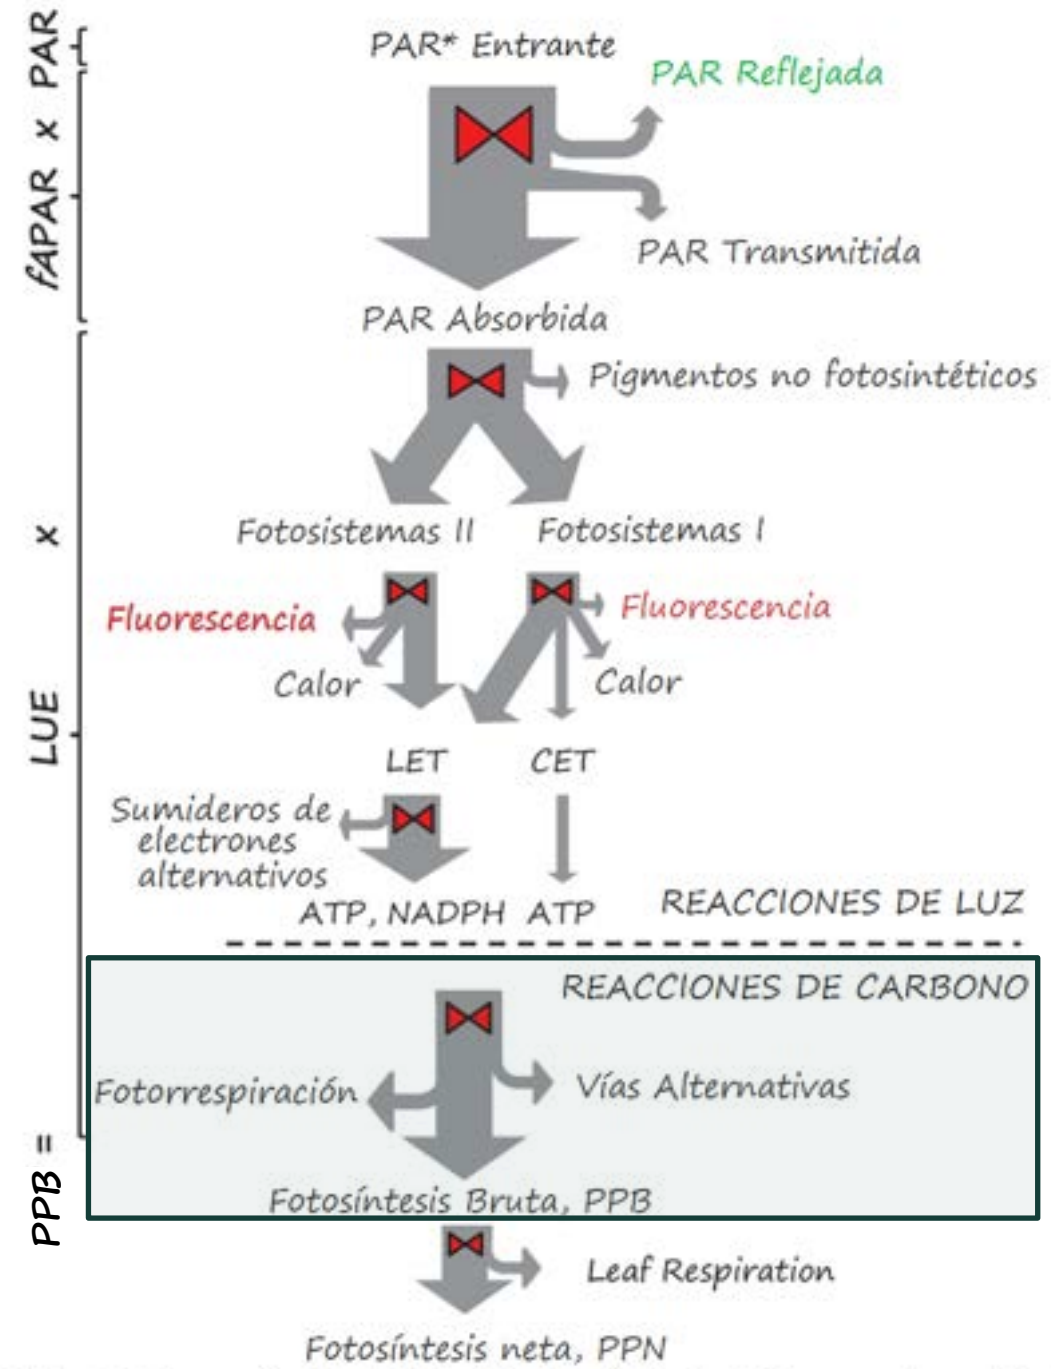 PAR* Entrante
PAR Reflejada
PAR Transmitida
PAR Absorbida
Pigmentos no fotosintéticos
Fotosistemas II
Fotosistemas I
Fluorescencia
Fluorescencia
Calor
Calor
LET
CET
Sumideros de
electrones
alternativos
ATP, NADPH
ATP
REACCIONES DE LUZ
REACCIONES DE CARBONO
Fotorrespiración
Vías Alternativas
Fotosíntesis Bruta, PPB
Leaf Respiration
Fotosíntesis neta, PPN
PPB = LUE x fAPAR x PAR